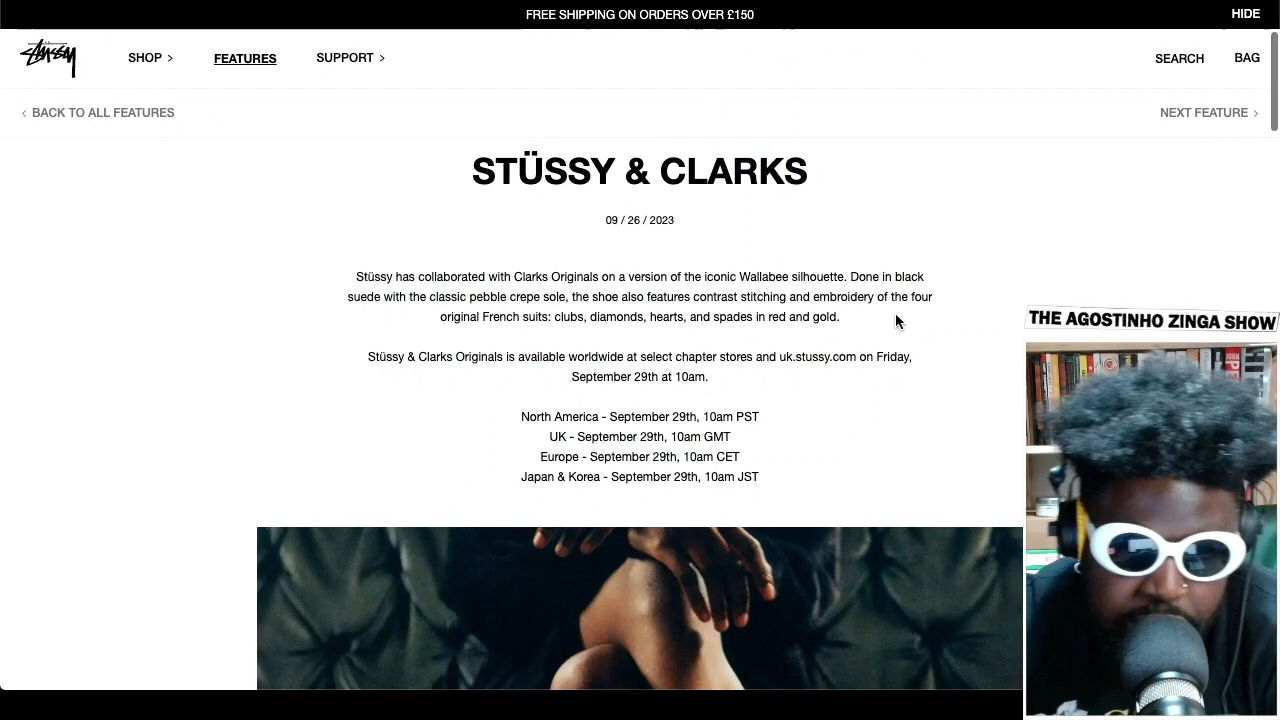 FREE SHIPPING ON ORDERS OVER £150
HIDE
Stüssy
SHOP >
FEATURES
SUPPORT >
SEARCH
BAG
< BACK TO ALL FEATURES
NEXT FEATURE >
STÜSSY & CLARKS
09 / 26 / 2023
Stüssy has collaborated with Clarks Originals on a version of the iconic Wallabee silhouette. Done in black
suede with the classic pebble crepe sole, the shoe also features contrast stitching and embroidery of the four
original French suits: clubs, diamonds, hearts, and spades in red and gold.
Stüssy & Clarks Originals is available worldwide at select chapter stores and uk.stussy.com on Friday,
September 29th at 10am.
North America - September 29th, 10am PST
UK - September 29th, 10am GMT
Europe - September 29th, 10am CET
Japan & Korea - September 29th, 10am JST
THE AGOSTINHO ZINGA SHOW